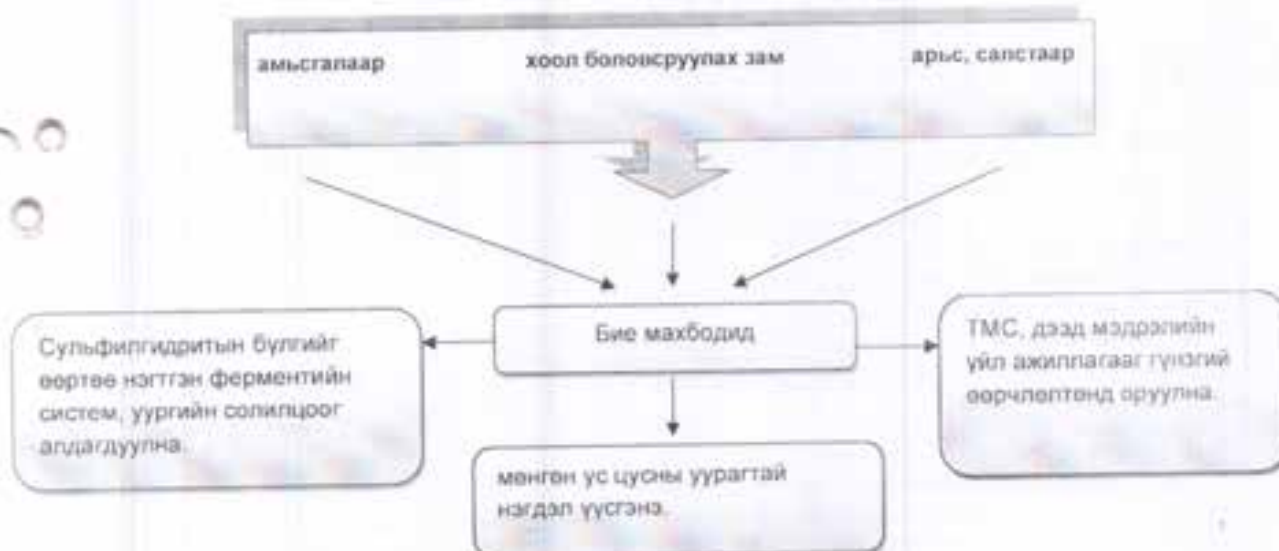 амьсгалаар хоол боловсруулах зам арьс, салстаар
Бие махбодид
Сульфилгидритын бүлгийг
өөртөө нэгтгэн ферментийн
систем, уургийн солилцоог
алдагдуулна.
ТМС, дээд мэдрэлийн
үйл ажиллагааг гүнзгий
өөрчлөлтөнд оруулна.
мөнгөн ус цусны уурагтай
нэгдэл үүсгэнэ.